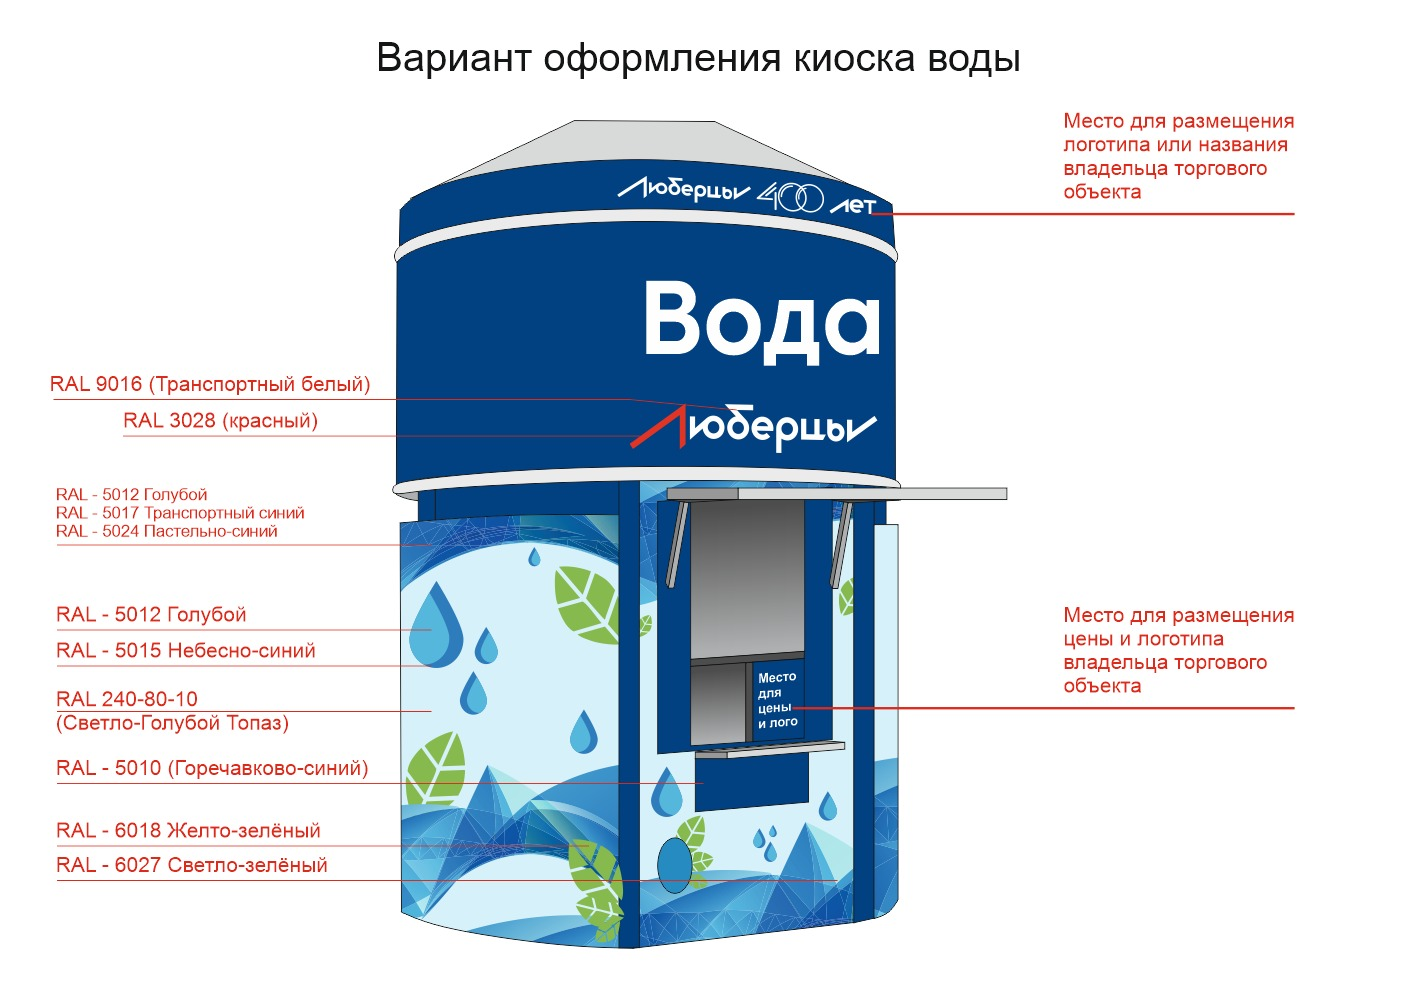 Вариант оформления киоска воды
Место для размещения
логотипа или названия
владельца торгового
объекта
Люберцы 400 лет
Вода
RAL 9016 (Транспортный белый)
RAL 3028 (красный)
Люберцы
RAL - 5012 Голубой
RAL - 5017 Транспортный синий
RAL - 5024 Пастельно-синий
RAL - 5012 Голубой
RAL - 5015 Небесно-синий
RAL 240-80-10
(Светло-Голубой Топаз)
RAL - 5010 (Горечавково-синий)
RAL - 6018 Желто-зелёный
RAL - 6027 Светло-зелёный
Место
для
цены
и лого
Место для размещения
цены и логотипа
владельца торгового
объекта